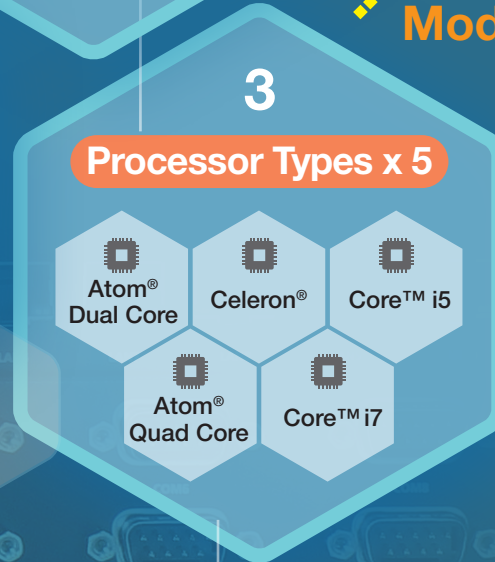 Mod
3
Processor Types x 5
Atom®
Dual Core
Celeron®
Core™ i5
Atom®
Quad Core
Core™ i7